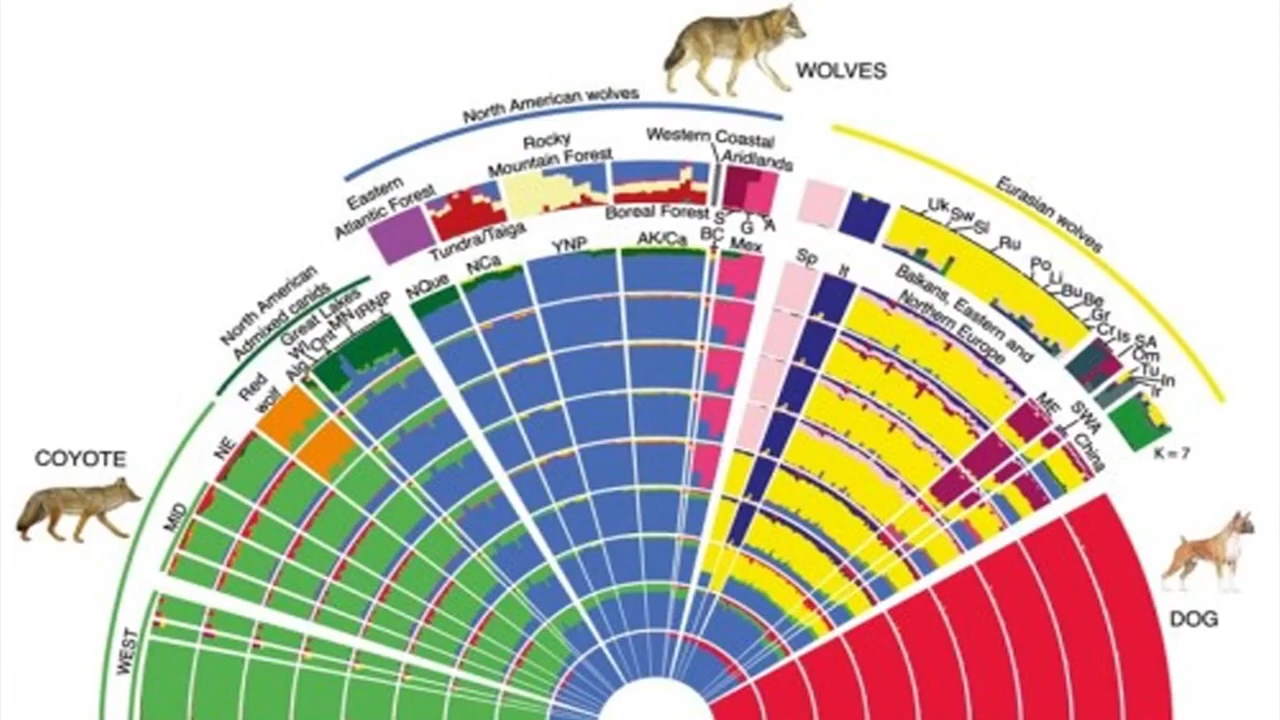 WOLVES
North American wolves
Eurasian wolves
Eastern
Atlantic Forest
Tundra/Taiga
Rocky
Mountain Forest
Boreal Forest
Western Coastal
Aridlands
S
G
A
Uk
Sw
Sl
Ru
Po
Li
Bu
Be
Gr
Cr
Is
SA
Om
Tu
In
Ir
K = 7
Balkans, Eastern and
Northern Europe
North American
Admixed canids
Great Lakes
Alg
WI
Ont
MN
IRNP
NQue
NCa
YNP
AK/Ca
BC
Mex
Sp
It
ME
SWA
China
Red
wolf
NE
MID
WEST
COYOTE
DOG